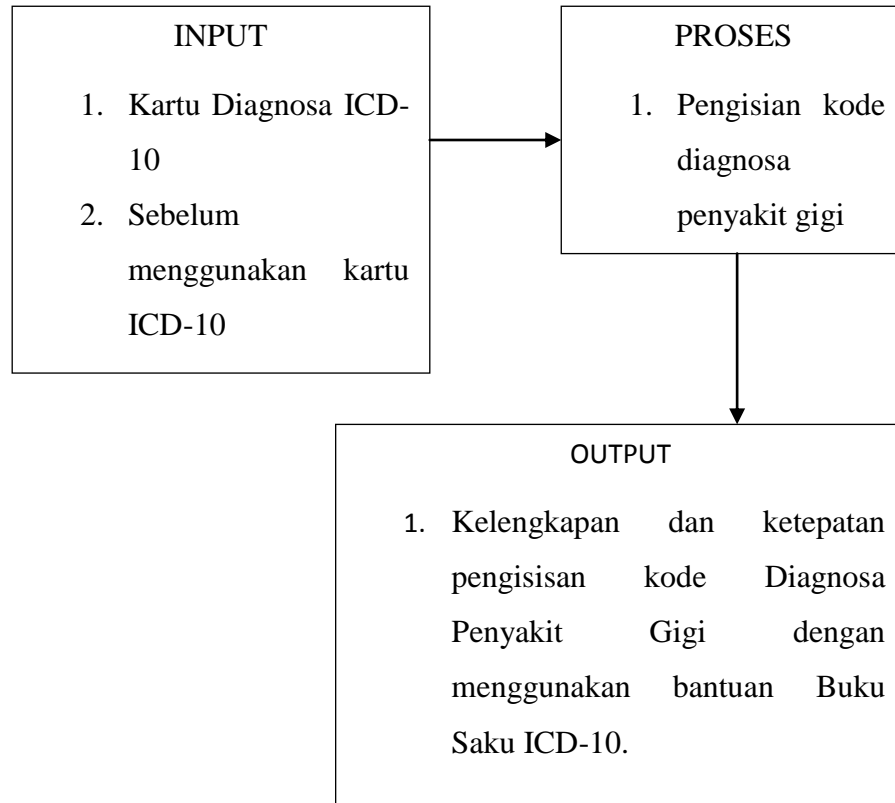 INPUT
1. Kartu Diagnosa ICD-
10
2. Sebelum
menggunakan kartu
ICD-10
PROSES
1. Pengisian kode
diagnosa
penyakit gigi
OUTPUT
1. Kelengkapan dan ketepatan
pengisisan kode Diagnosa
Penyakit Gigi dengan
menggunakan bantuan Buku
Saku ICD-10.